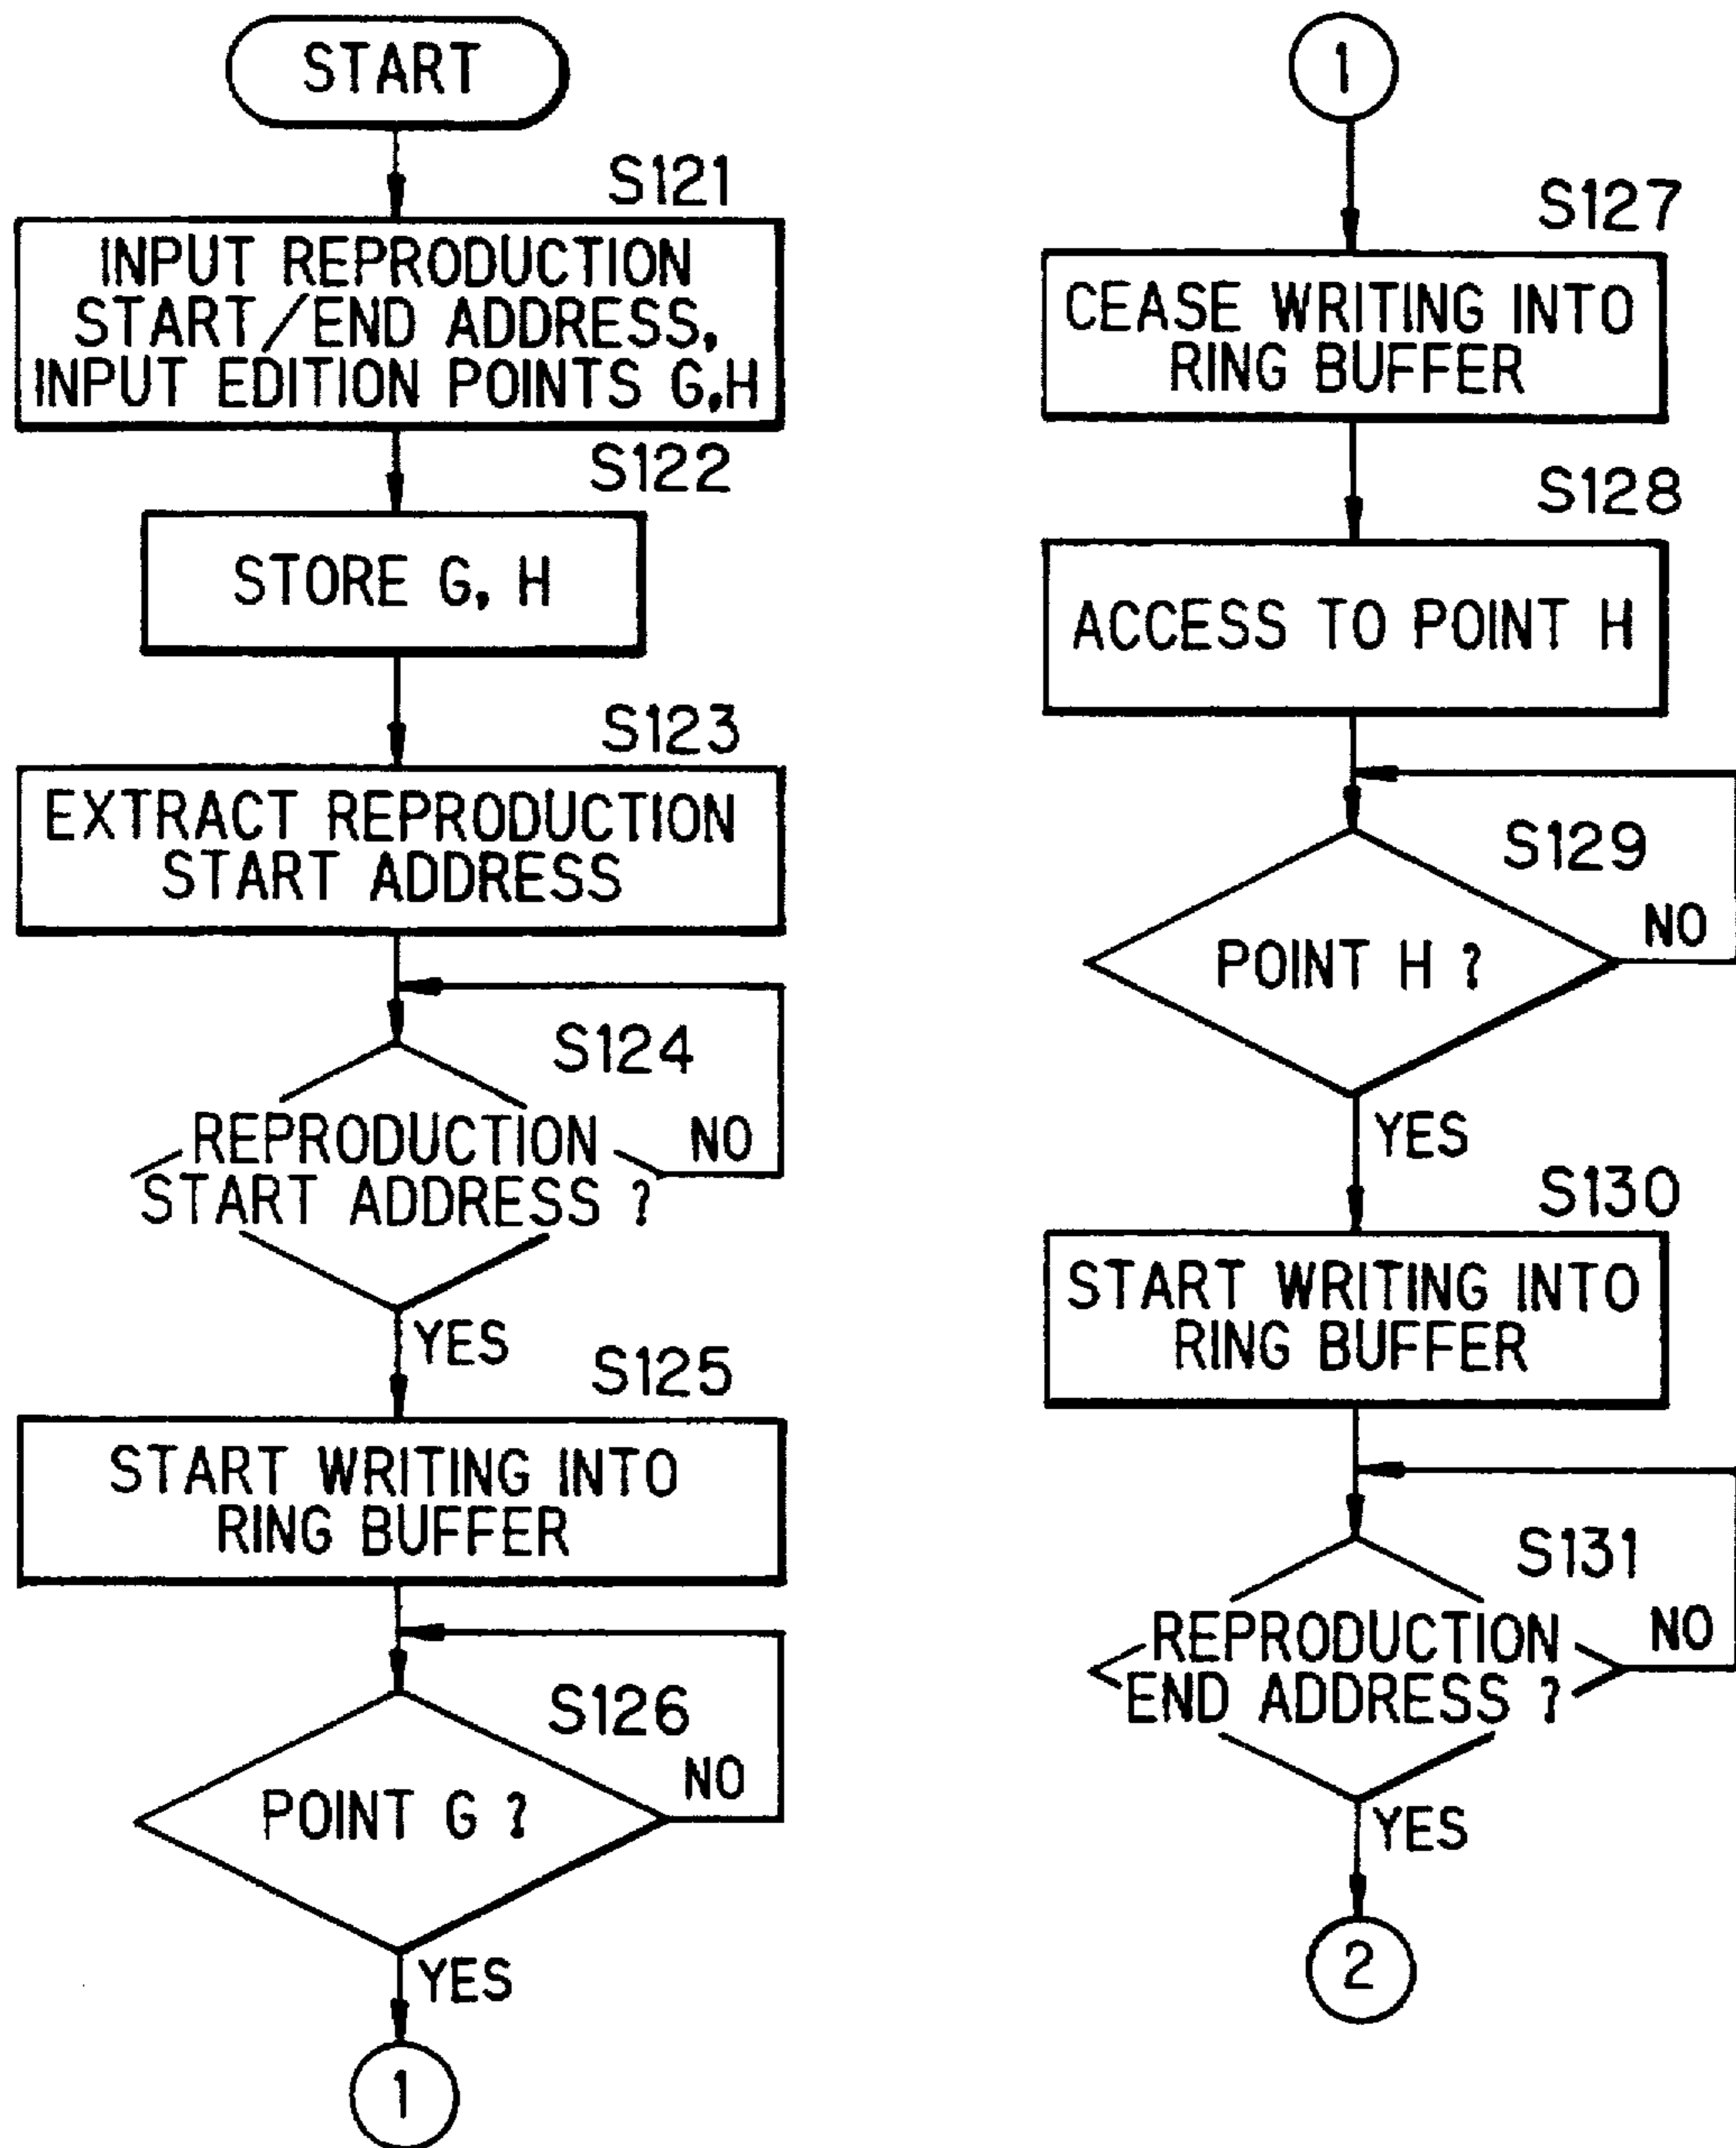 START
S121
INPUT REPRODUCTION
START/END ADDRESS,
INPUT EDITION POINTS G,H
S122
STORE G, H
S123
EXTRACT REPRODUCTION
START ADDRESS
S124
REPRODUCTION
START ADDRESS ?
NO
YES
S125
START WRITING INTO
RING BUFFER
S126
POINT G ?
NO
YES
1
1
S127
CEASE WRITING INTO
RING BUFFER
S128
ACCESS TO POINT H
S129
POINT H ?
NO
YES
S130
START WRITING INTO
RING BUFFER
S131
REPRODUCTION
END ADDRESS ?
NO
YES
2